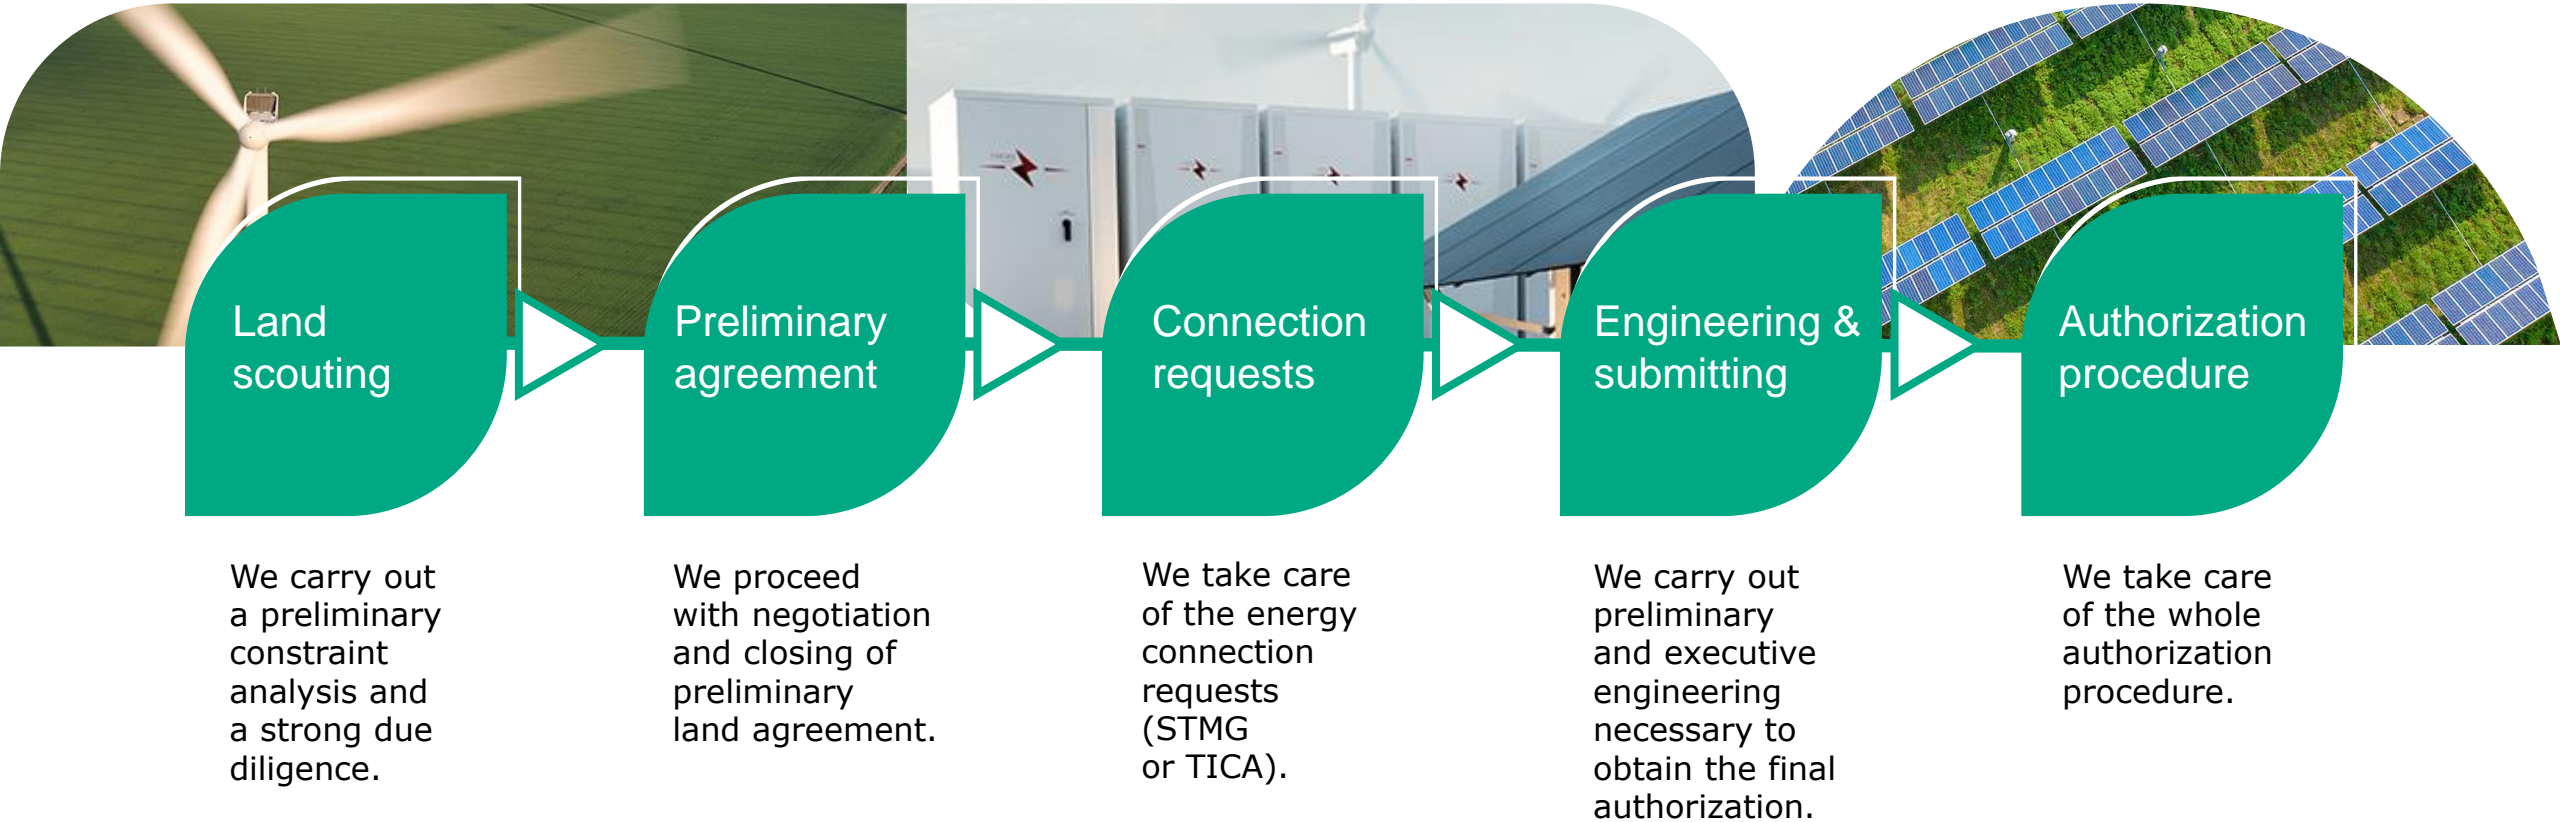 Land
scouting
Preliminary
agreement
Connection
requests
Engineering &
submitting
Authorization
procedure
We carry out
a preliminary
constraint
analysis and
a strong due
diligence.
We proceed
with negotiation
and closing of
preliminary
land agreement.
We take care
of the energy
connection
requests
(STMG
or TICA).
We carry out
preliminary
and executive
engineering
necessary to
obtain the final
authorization.
We take care
of the whole
authorization
procedure.